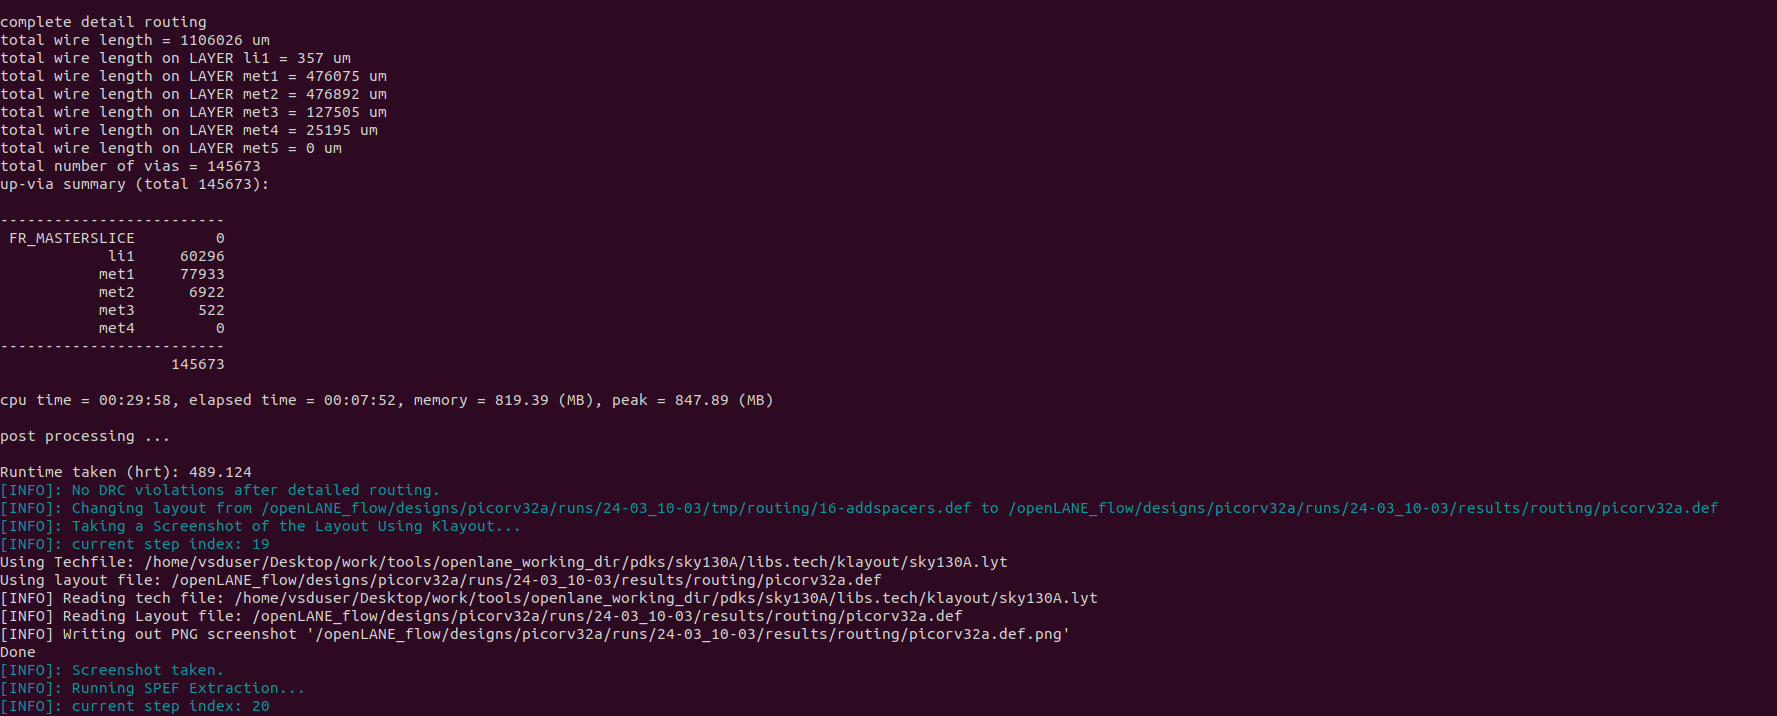 complete detail routing
total wire length = 1106026 um
total wire length on LAYER li1 = 357 um
total wire length on LAYER met1 = 476075 um
total wire length on LAYER met2 = 476892 um
total wire length on LAYER met3 = 127505 um
total wire length on LAYER met4 = 25195 um
total wire length on LAYER met5 = 0 um
total number of vias = 145673
up-via summary (total 145673):
-------------------------
FR_MASTERSLICE 0
li1 60296
met1 77933
met2 6922
met3 522
met4 0
-------------------------
145673
cpu time = 00:29:58, elapsed time = 00:07:52, memory = 819.39 (MB), peak = 847.89 (MB)
post processing ...
Runtime taken (hrt): 489.124
[INFO]: No DRC violations after detailed routing.
[INFO]: Changing layout from /openLANE_flow/designs/picorv32a/runs/24-03_10-03/tmp/routing/16-addspacers.def to /openLANE_flow/designs/picorv32a/runs/24-03_10-03/results/routing/picorv32a.def
[INFO]: Taking a Screenshot of the Layout Using Klayout...
[INFO]: current step index: 19
Using Techfile: /home/vsduser/Desktop/work/tools/openlane_working_dir/pdks/sky130A/libs.tech/klayout/sky130A.lyt
Using layout file: /openLANE_flow/designs/picorv32a/runs/24-03_10-03/results/routing/picorv32a.def
[INFO] Reading tech file: /home/vsduser/Desktop/work/tools/openlane_working_dir/pdks/sky130A/libs.tech/klayout/sky130A.lyt
[INFO] Reading Layout file: /openLANE_flow/designs/picorv32a/runs/24-03_10-03/results/routing/picorv32a.def
[INFO] Writing out PNG screenshot '/openLANE_flow/designs/picorv32a/runs/24-03_10-03/results/routing/picorv32a.def.png'
Done
[INFO]: Screenshot taken.
[INFO]: Running SPEF Extraction...
[INFO]: current step index: 20